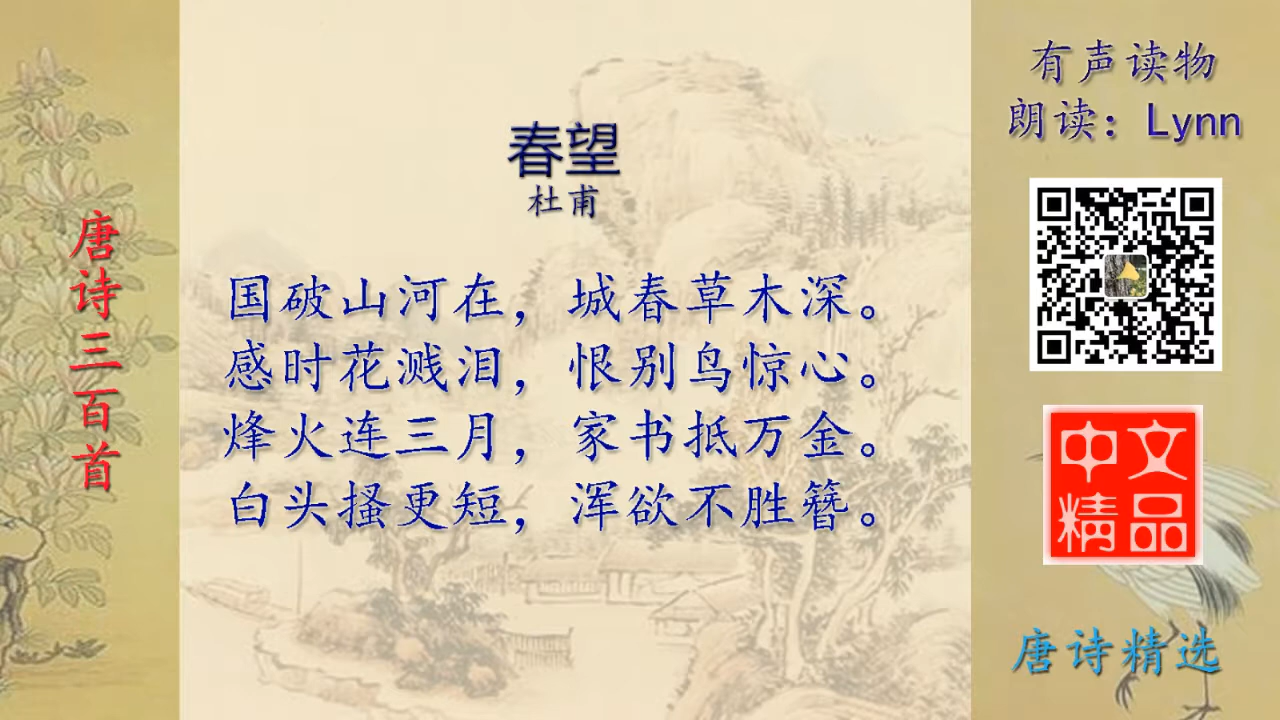 春望
杜甫
国破山河在，城春草木深。
感时花溅泪，恨别鸟惊心。
烽火连三月，家书抵万金。
白头搔更短，浑欲不胜簪。
唐诗三百首
有声读物
朗读：Lynn
中文
精品
唐诗精选